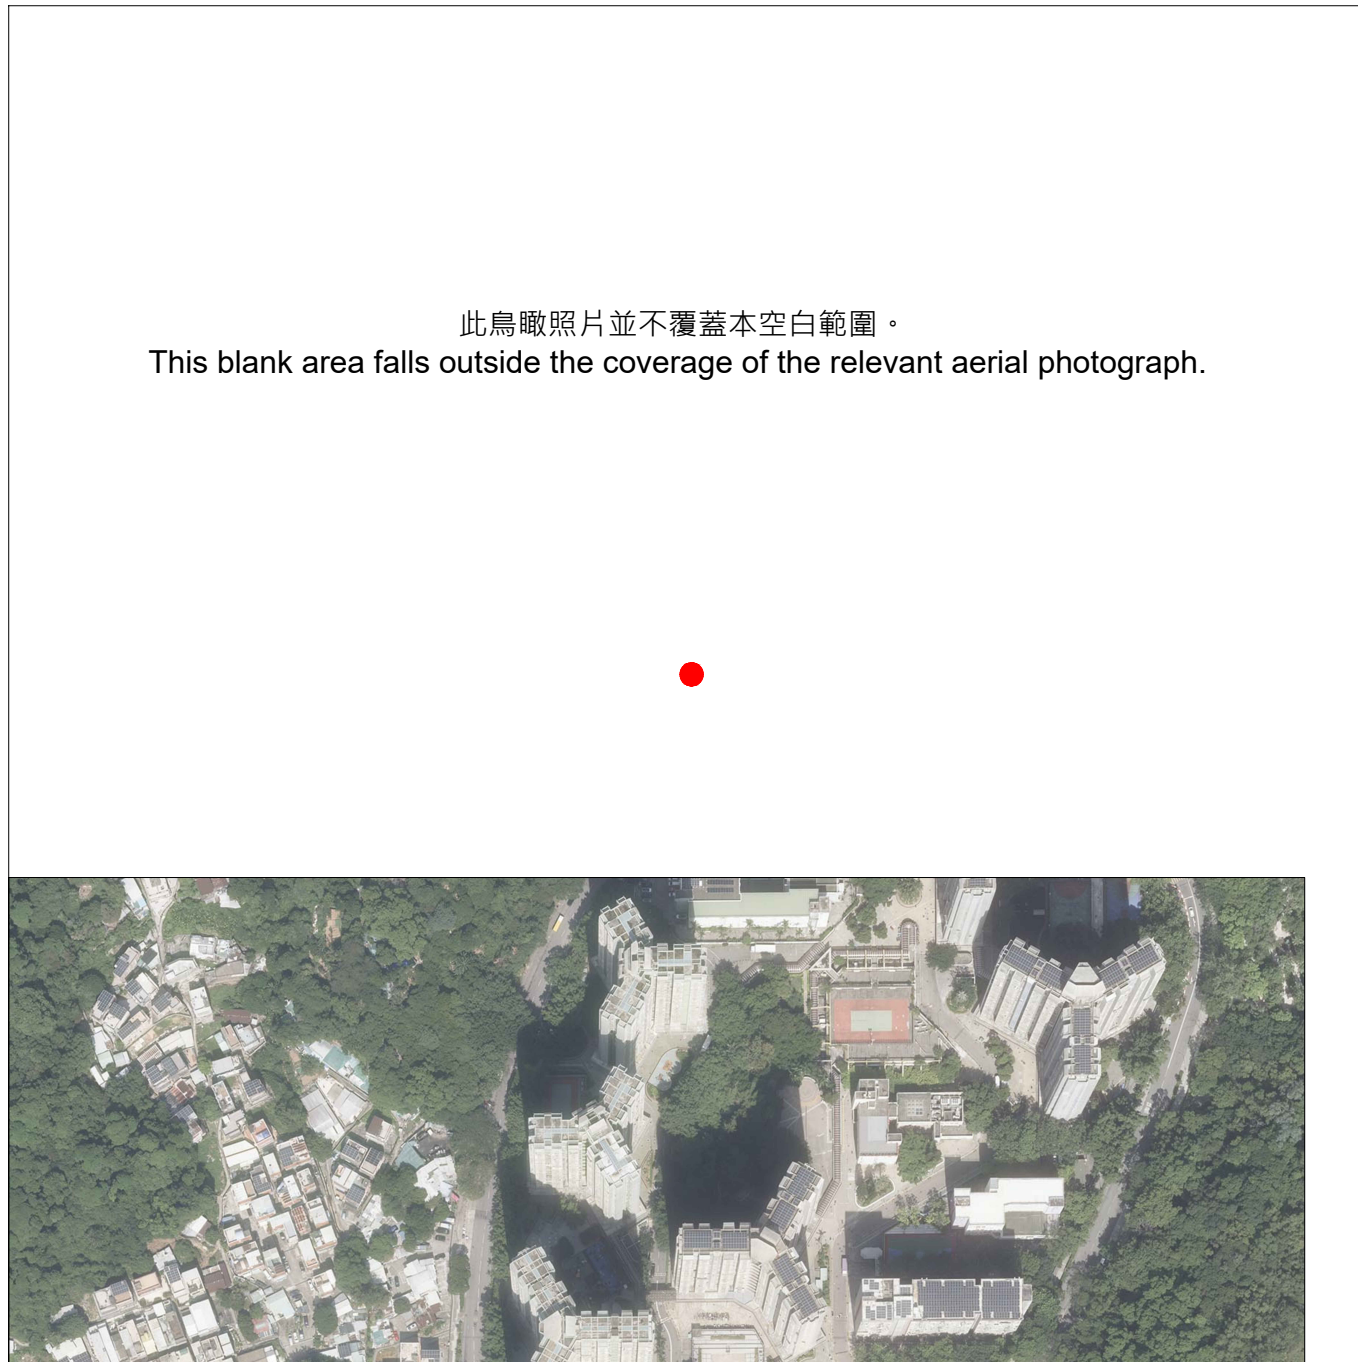 此鳥瞰照片並不覆蓋本空白範圍。
This blank area falls outside the coverage of the relevant aerial photograph.